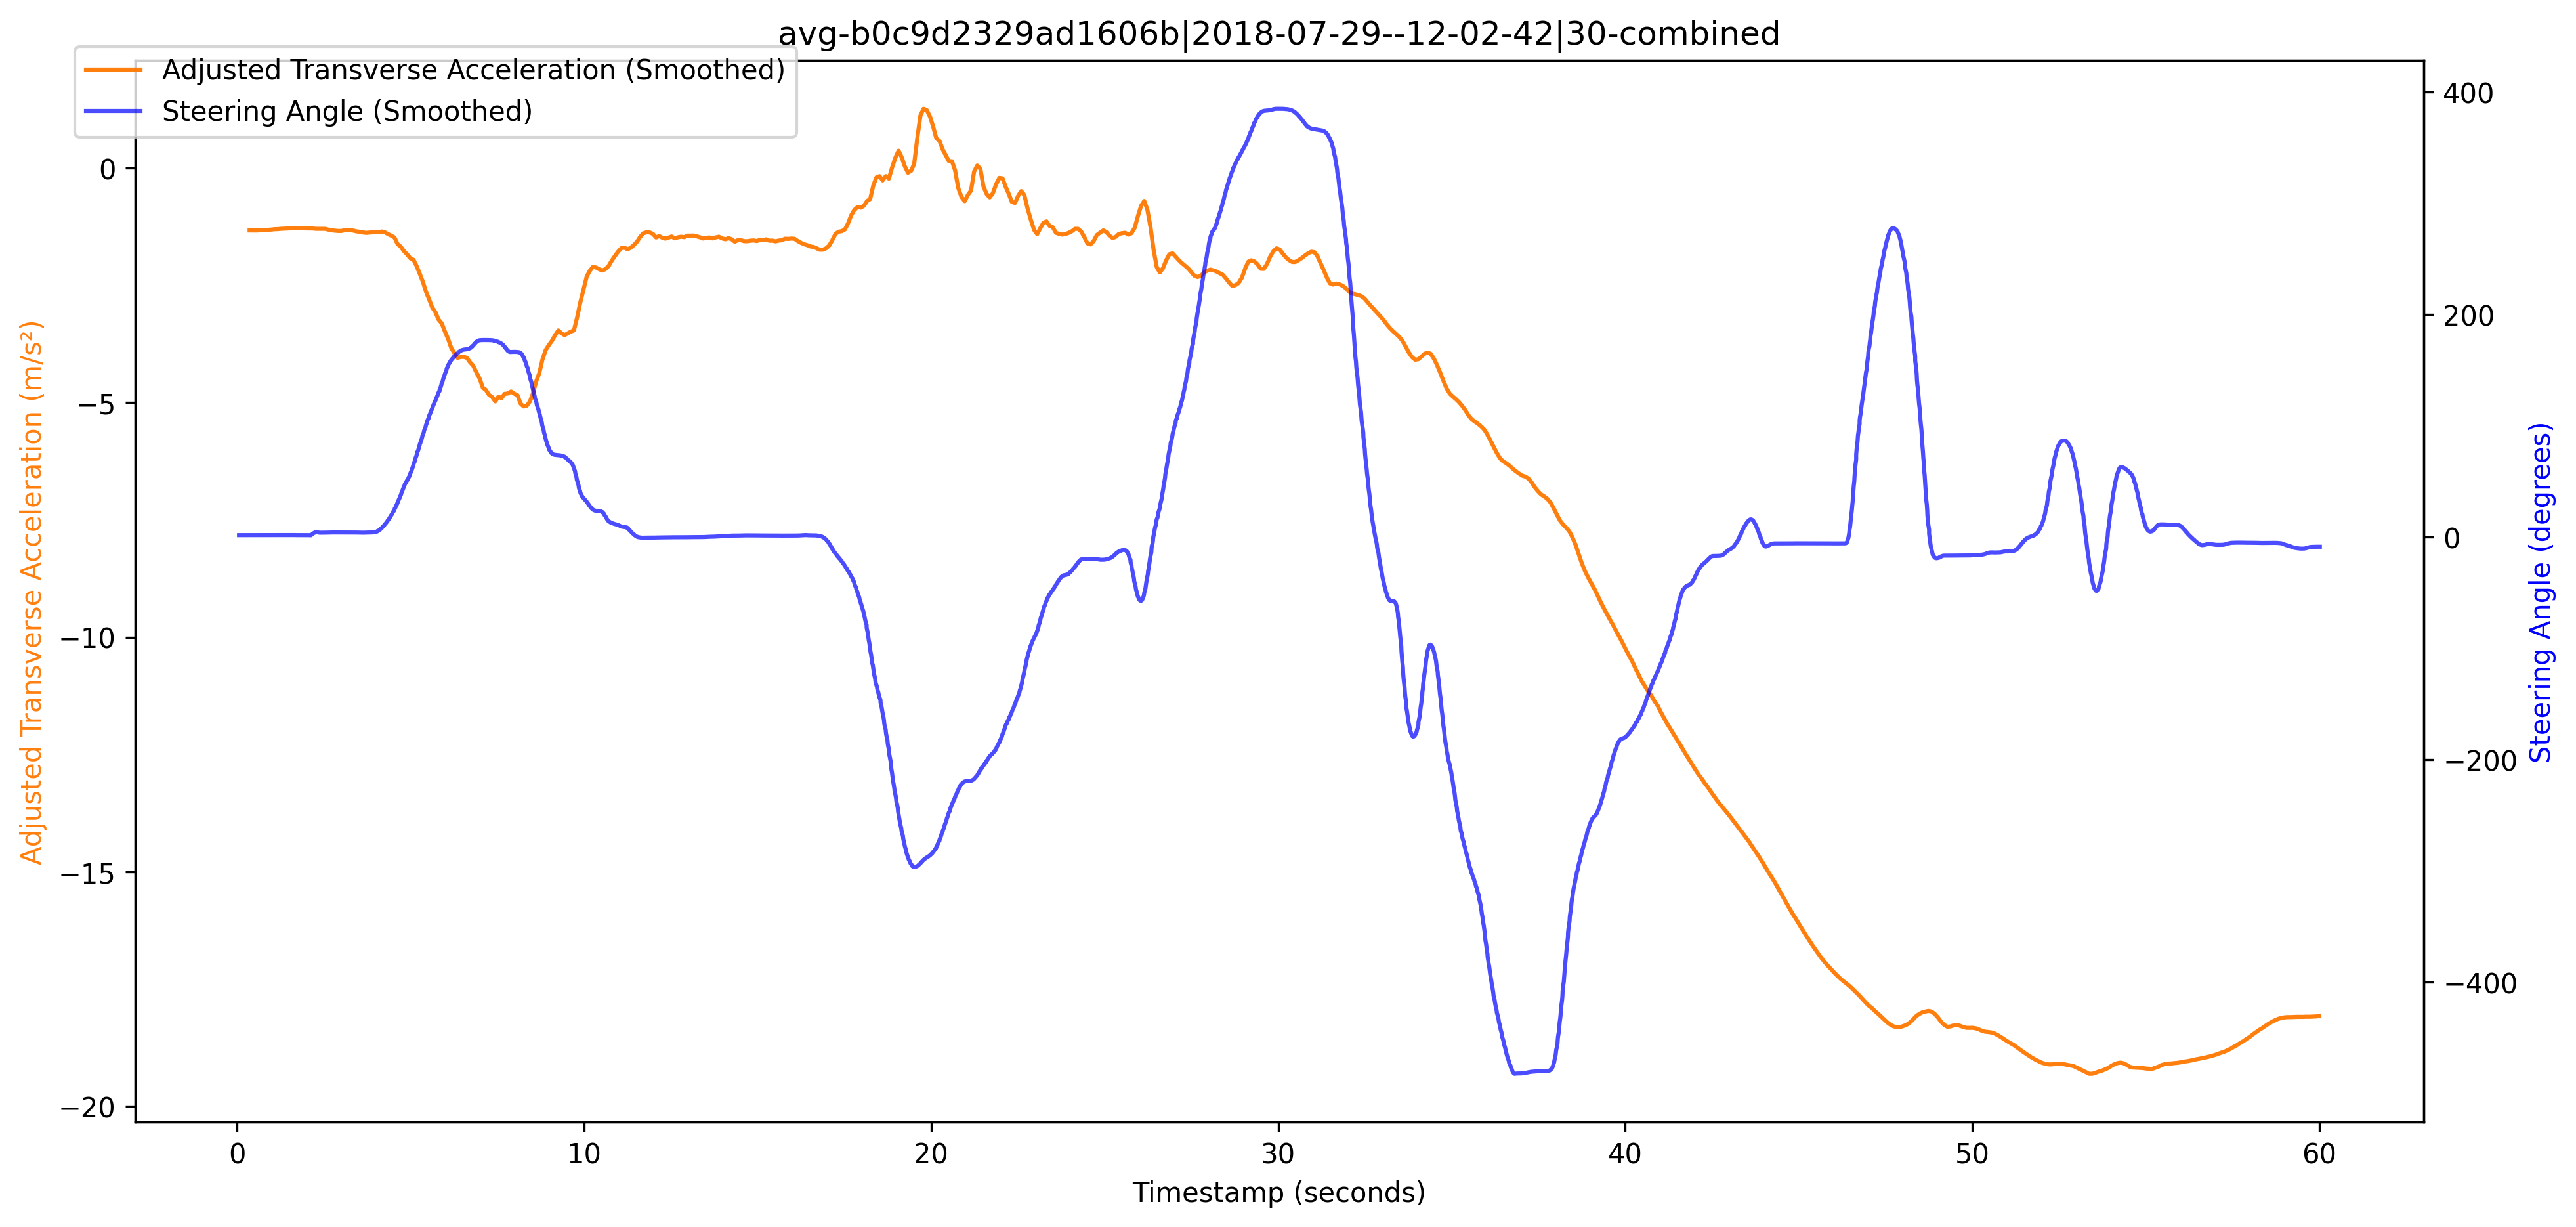 avg-b0c9d2329ad1606b|2018-07-29--12-02-42|30-combined
Adjusted Transverse Acceleration (Smoothed)
Steering Angle (Smoothed)
Adjusted Transverse Acceleration (m/s²)
0
−5
−10
−15
−20
400
200
0
−200
−400
Steering Angle (degrees)
0 10 20 30 40 50 60
Timestamp (seconds)